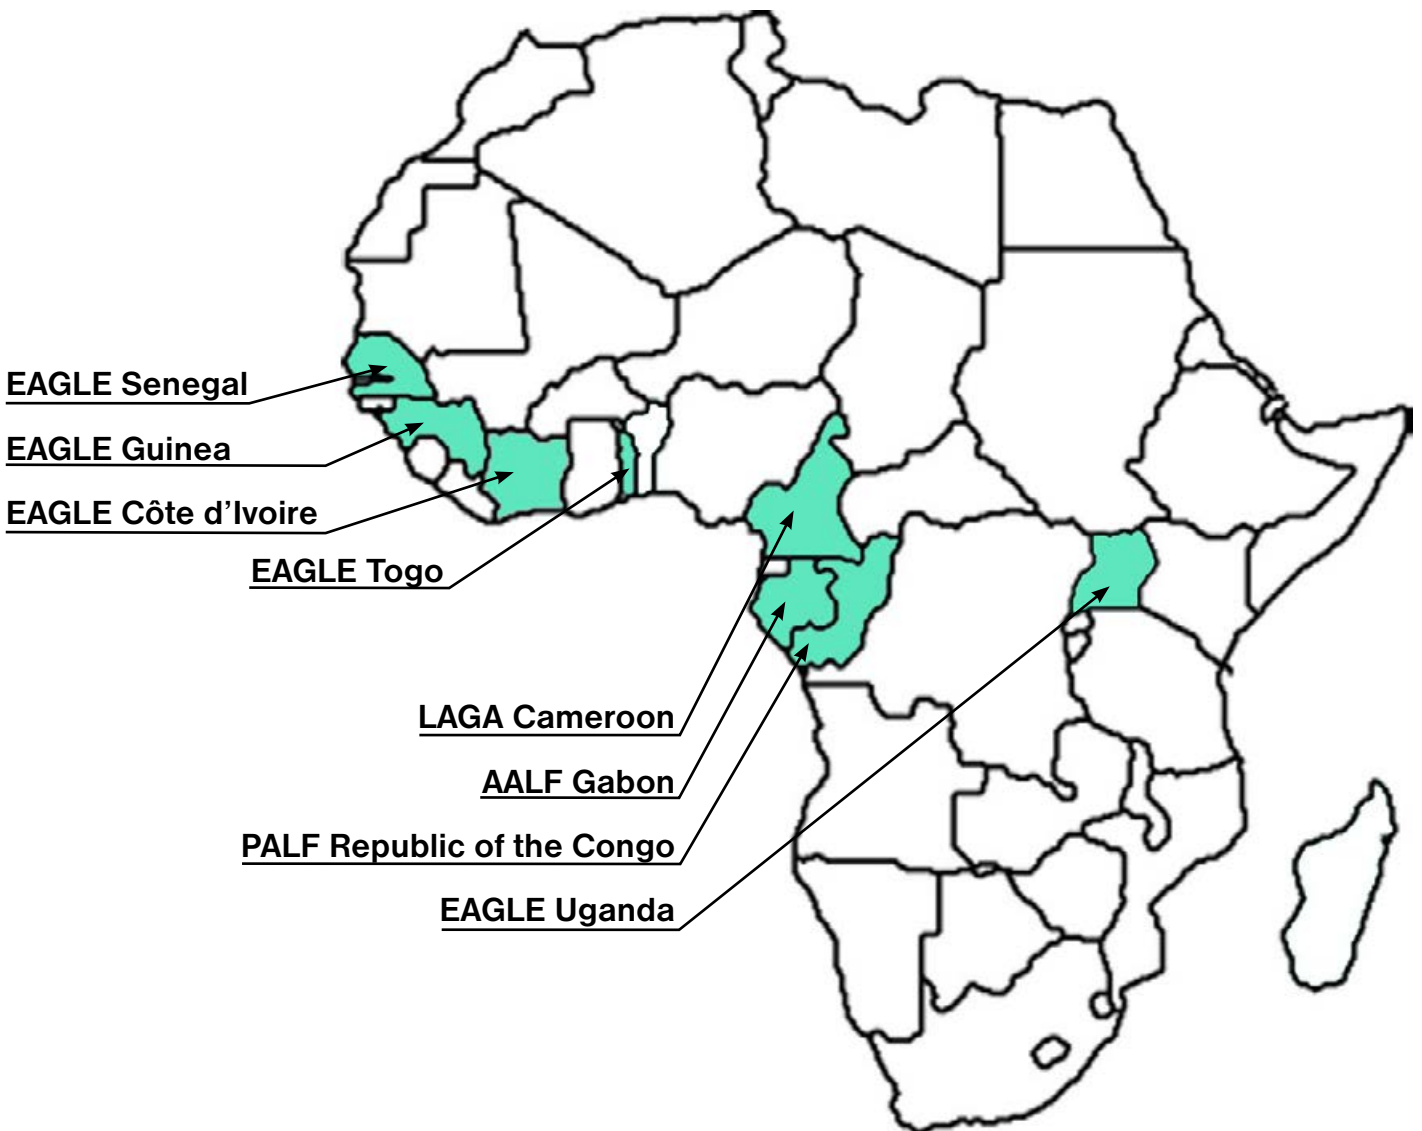 EAGLE Senegal
EAGLE Guinea
EAGLE Côte d’Ivoire
EAGLE Togo
LAGA Cameroon
AALF Gabon
PALF Republic of the Congo
EAGLE Uganda